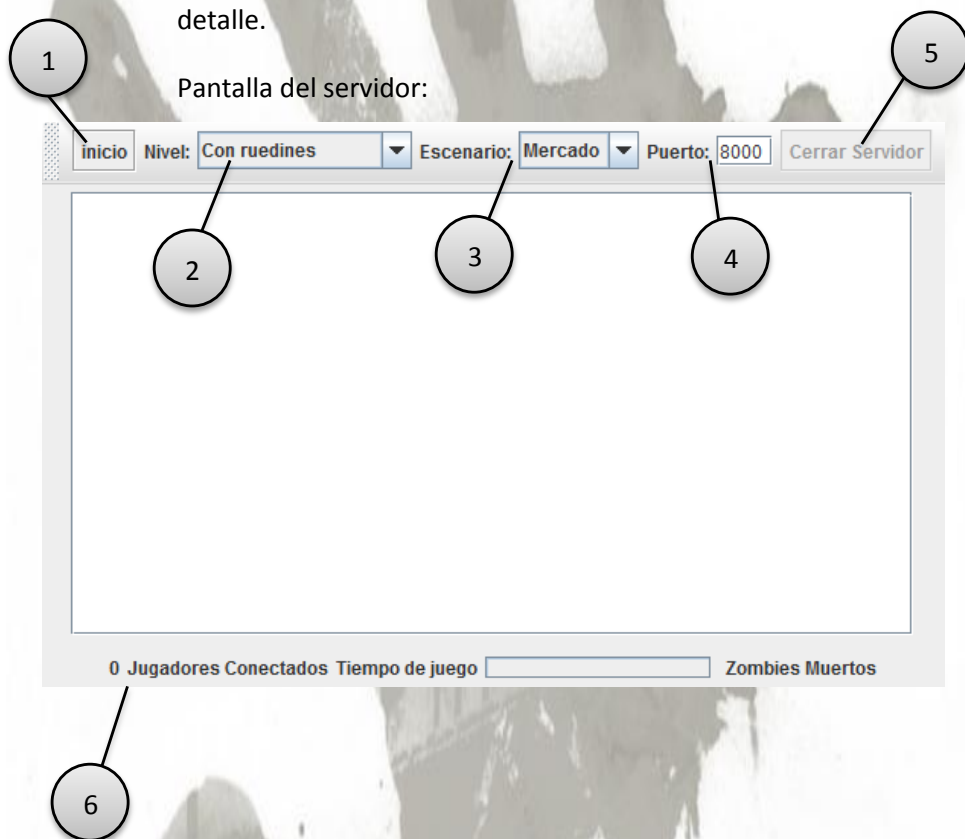 detalle.
1
5
Pantalla del servidor:
inicio Nivel: Con ruedines Escenario: Mercado Puerto: 8000 Cerrar Servidor
2
3
4
0 Jugadores Conectados Tiempo de juego Zombies Muertos
6